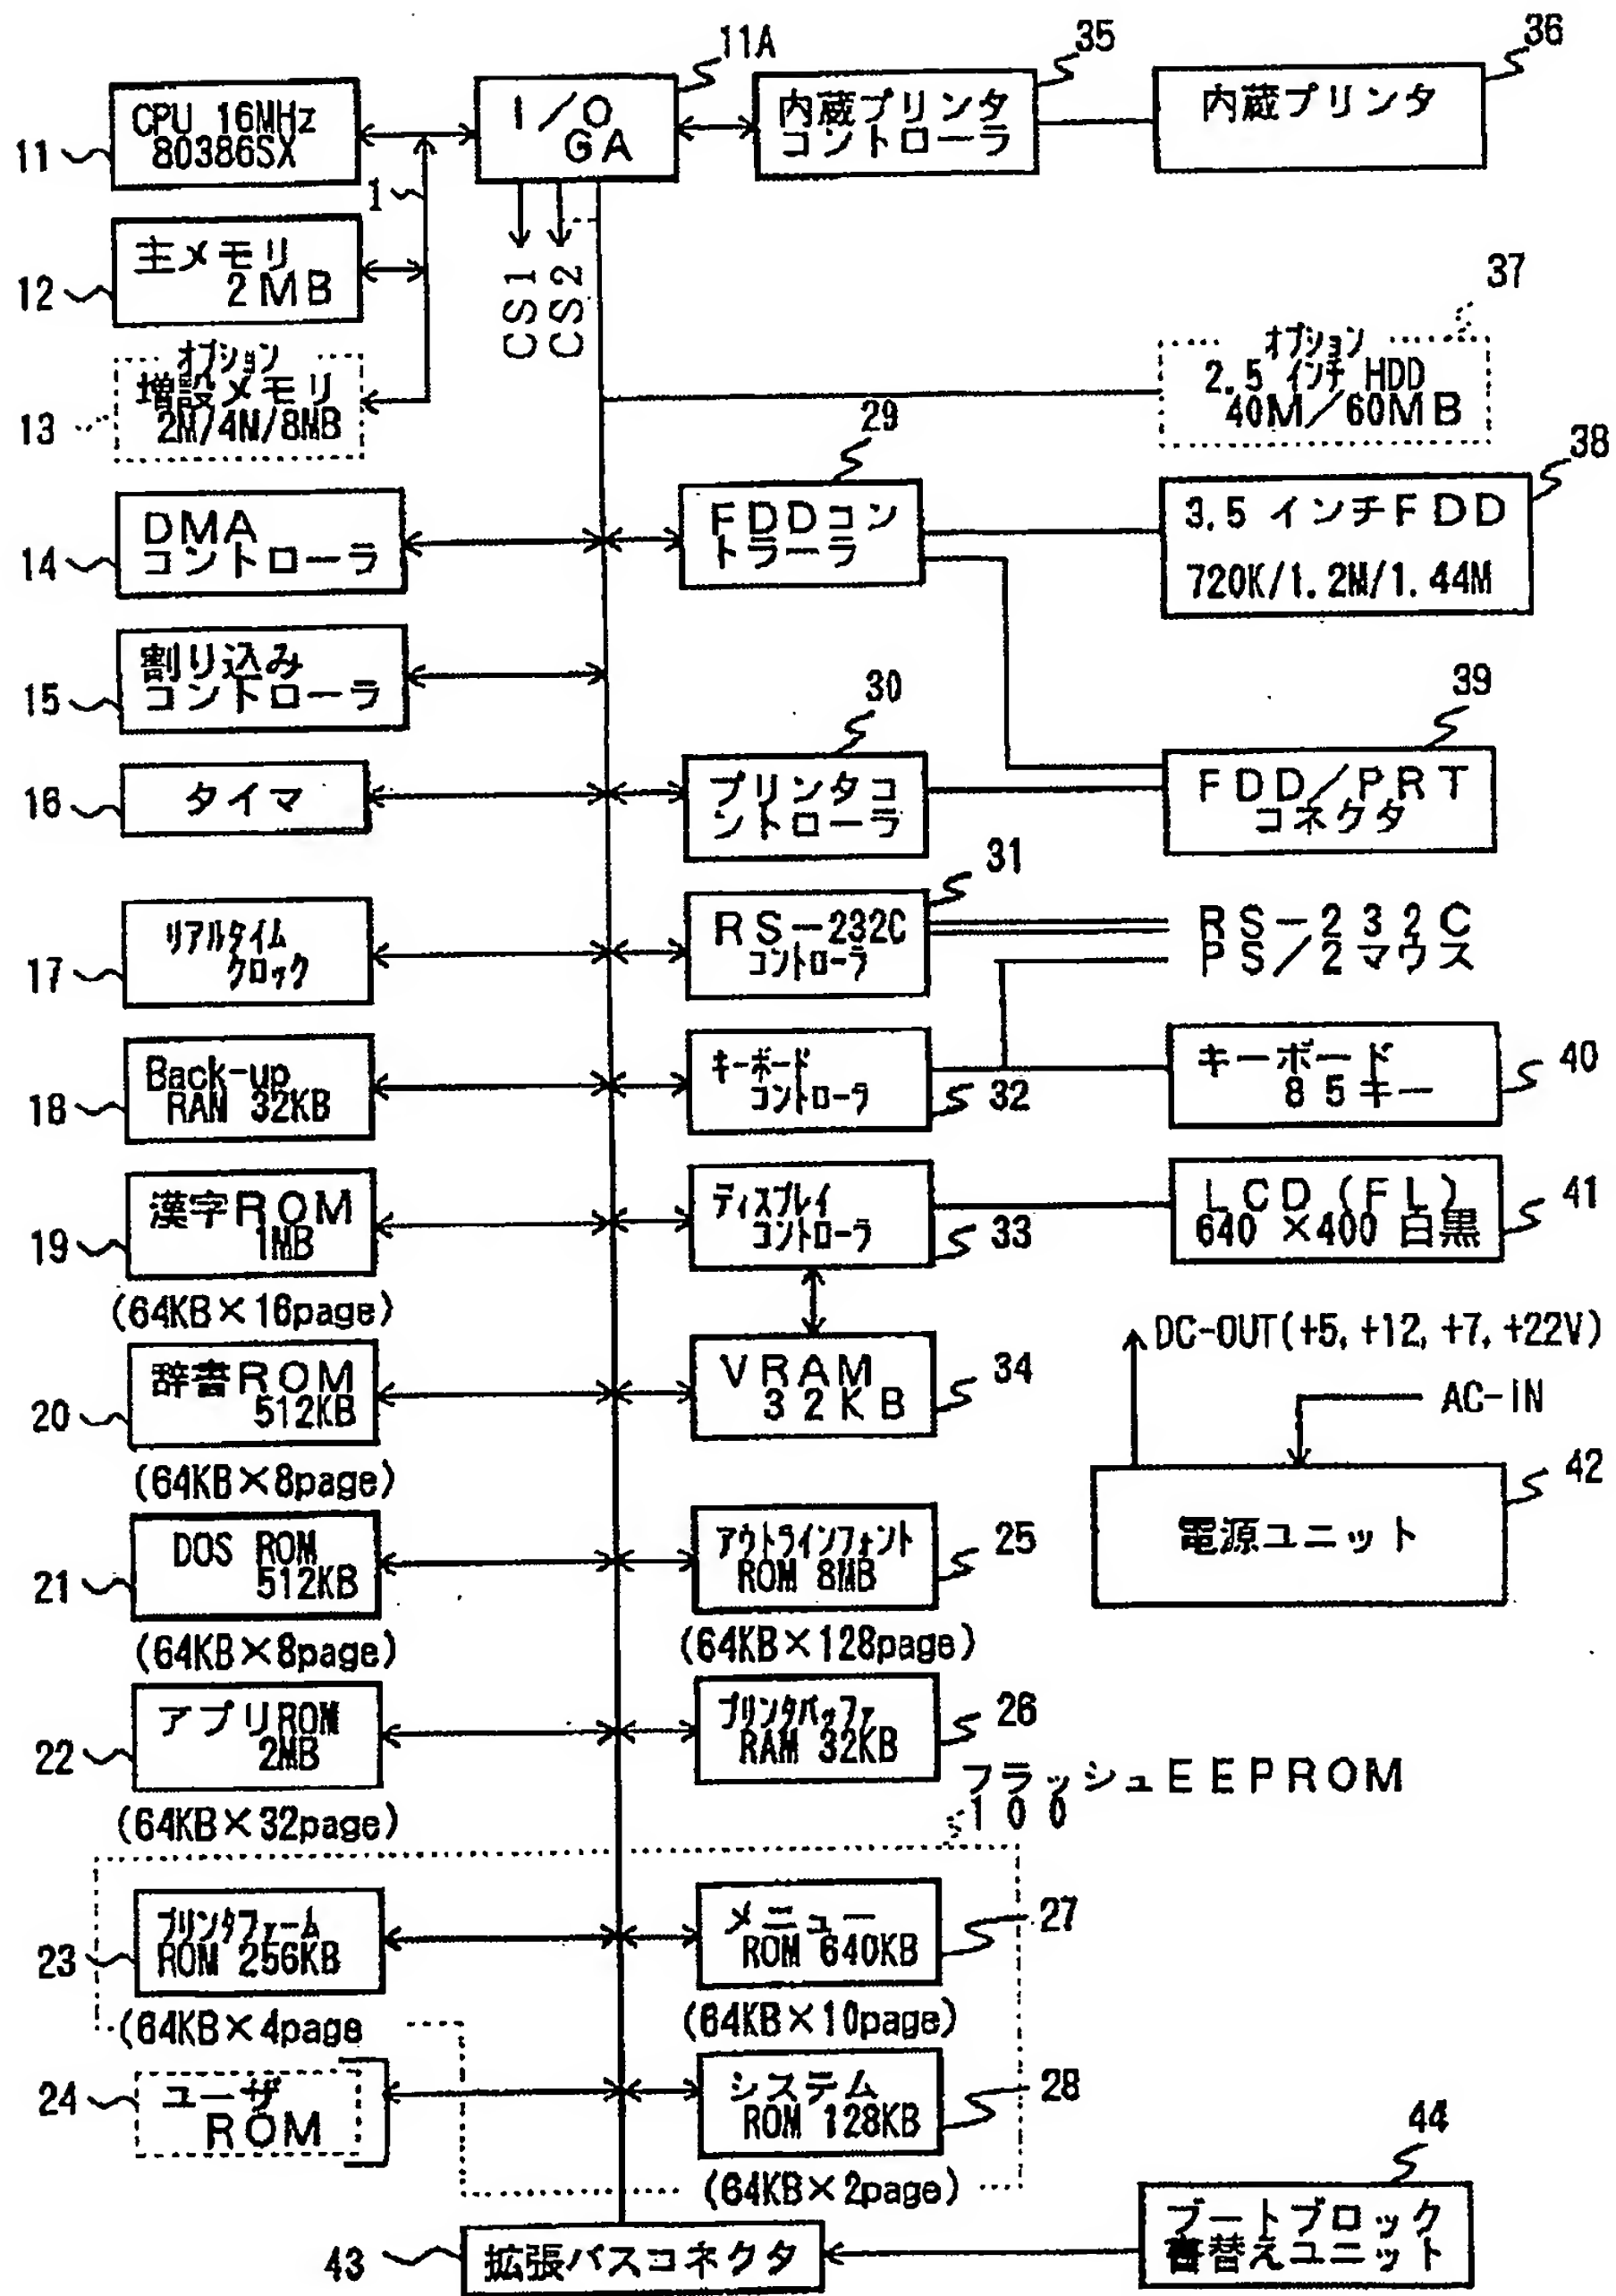 11A
35
36
CPU 16MHz
80386SX
11
I/O
GA
内蔵プリンタ
コントローラ
内蔵プリンタ
1
主メモリ
2MB
12
CS1
CS2
37
オプション
増設メモリ
2M/4M/8MB
13
オプション
2.5 インチ HDD
40M/60MB
29
38
DMA
コントローラ
14
FDDコン
トラーラ
3.5 インチFDD
720K/1.2M/1.44M
割り込み
コントローラ
15
30
39
タイマ
16
プリンタコ
ントローラ
FDD/PRT
コネクタ
31
リアルタイム
クロック
17
RS-232C
コントローラ
RS-232C
PS/2マウス
Back-up
RAM 32KB
18
キーボード
コントローラ
32
キーボード
85キー
40
漢字ROM
1MB
19
(64KB×16page)
ディスプレイ
コントローラ
33
LCD(FL)
640×400 白黒
41
辞書ROM
512KB
20
(64KB×8page)
VRAM
32KB
34
DC-OUT(+5, +12, +7, +22V)
AC-IN
42
電源ユニット
DOS ROM
512KB
21
(64KB×8page)
アウトラインフォント
ROM 8MB
25
(64KB×128page)
アプリROM
2MB
22
(64KB×32page)
プリンタバッファ
RAM 32KB
26
フラッシュEEPROM
100
プリンタファーム
ROM 256KB
23
(64KB×4page
メニュー
ROM 640KB
27
(64KB×10page)
ユーザ
ROM
24
システム
ROM 128KB
28
(64KB×2page)
44
43
拡張バスコネクタ
ブートブロック
書替えユニット